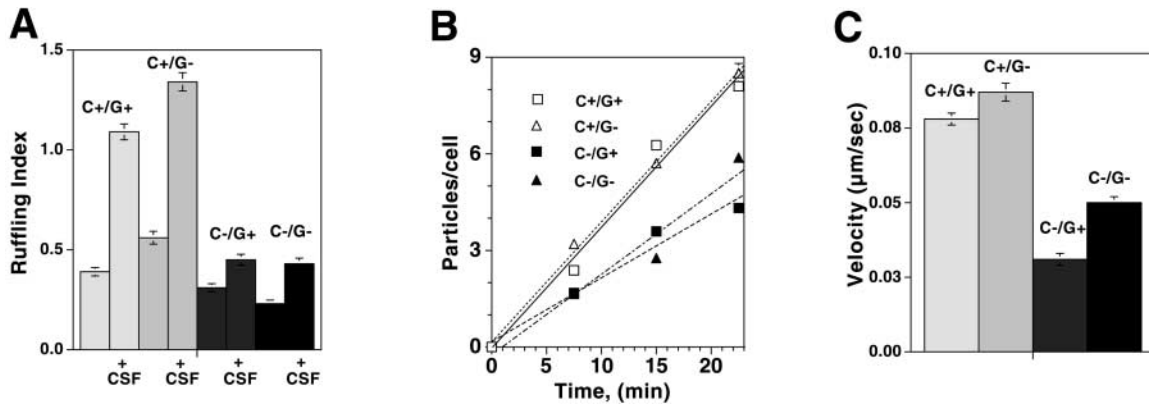 A
Ruffling Index
1.5
1.0
0.5
0.0
C+/G+
C+/G-
C-/G+
C-/G-
+ + + +
CSF CSF CSF CSF
B
Particles/cell
9
6
3
0
C+/G+
C+/G-
C-/G+
C-/G-
0 5 10 15 20
Time, (min)
C
Velocity (μm/sec)
0.10
0.08
0.05
0.03
0.00
C+/G+
C+/G-
C-/G+
C-/G-